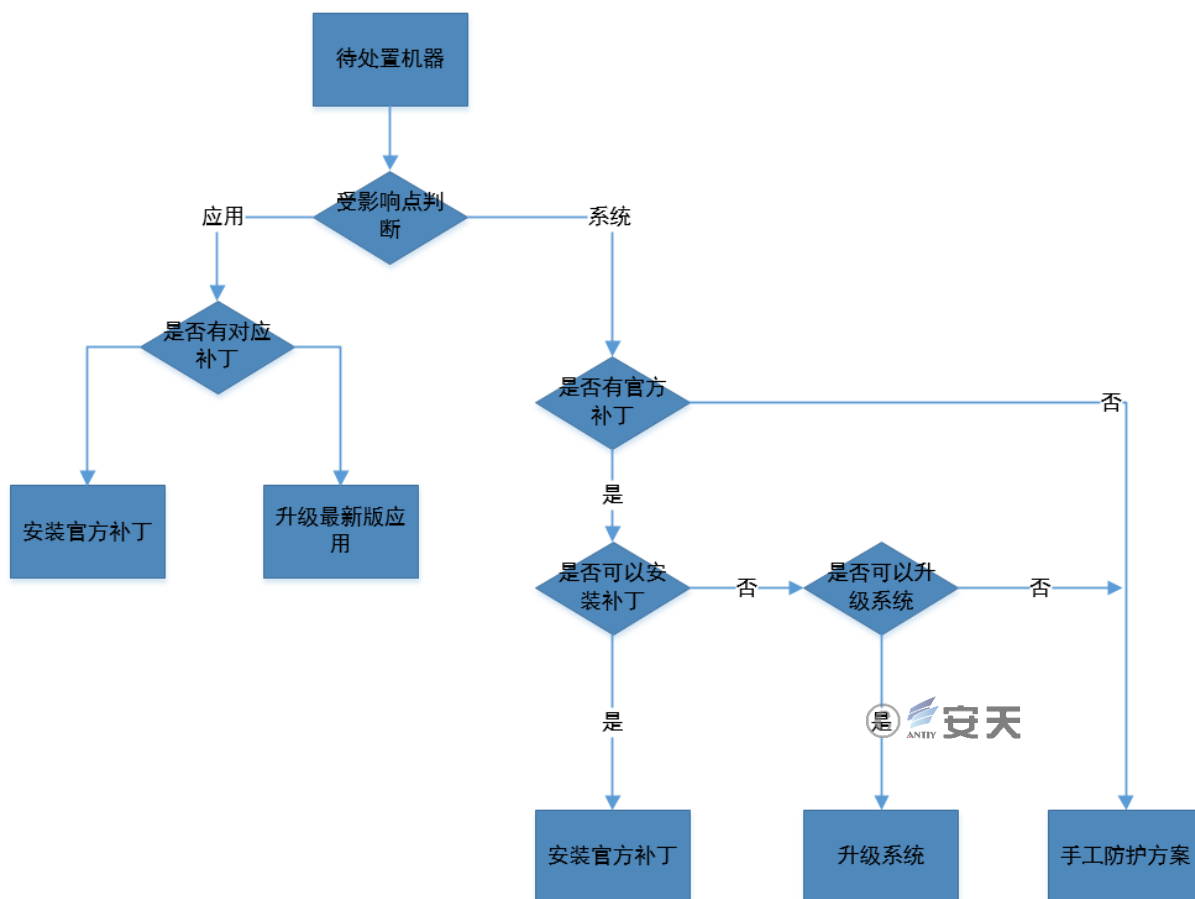 待处置机器
受影响点判
断
应用
系统
是否有对应
补丁
是否有官方
补丁
否
安装官方补丁
升级最新版应
用
是
是否可以安
装补丁
否
是否可以升
级系统
否
是
是
ANTIY
安天
安装官方补丁
升级系统
手工防护方案